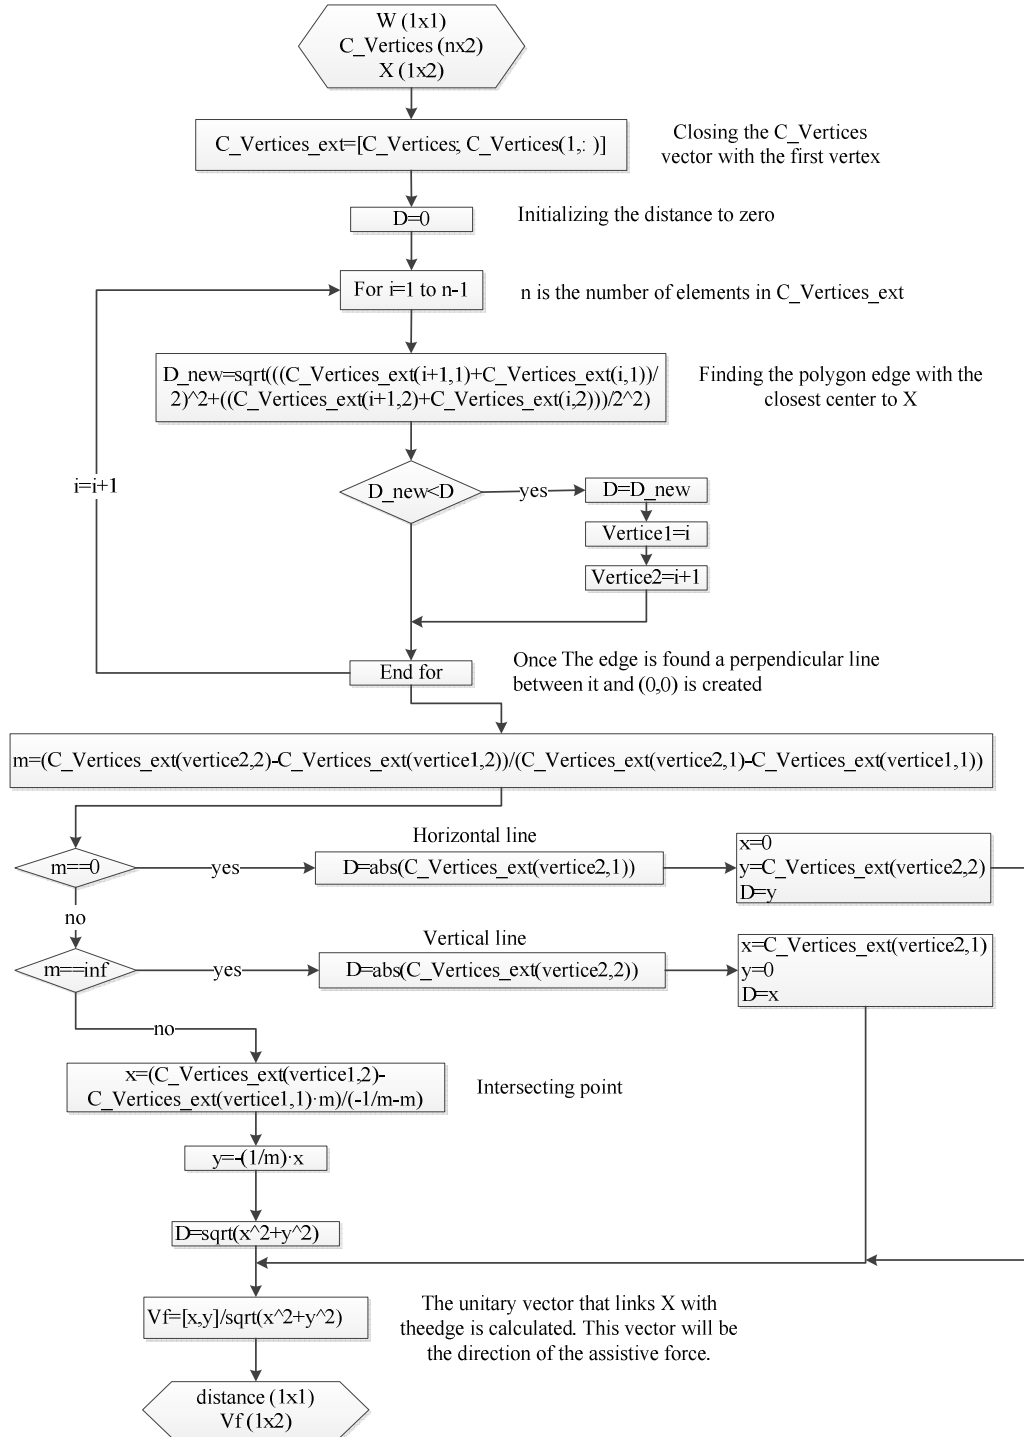 W (1x1)
C_Vertices (nx2)
X (1x2)
C_Vertices_ext=[C_Vertices; C_Vertices(1,: )]
Closing the C_Vertices
vector with the first vertex
D=0
Initializing the distance to zero
For i=1 to n-1
n is the number of elements in C_Vertices_ext
D_new=sqrt(((C_Vertices_ext(i+1,1)+C_Vertices_ext(i,1))/
2)^2+((C_Vertices_ext(i+1,2)+C_Vertices_ext(i,2)))/2^2)
Finding the polygon edge with the
closest center to X
i=i+1
D_new<D
yes
D=D_new
Vertice1=i
Vertice2=i+1
End for
Once The edge is found a perpendicular line
between it and (0,0) is created
m=(C_Vertices_ext(vertice2,2)-C_Vertices_ext(vertice1,2))/(C_Vertices_ext(vertice2,1)-C_Vertices_ext(vertice1,1))
Horizontal line
m==0
yes
D=abs(C_Vertices_ext(vertice2,1))
x=0
y=C_Vertices_ext(vertice2,2)
D=y
no
Vertical line
m==inf
yes
D=abs(C_Vertices_ext(vertice2,2))
x=C_Vertices_ext(vertice2,1)
y=0
D=x
no
x=(C_Vertices_ext(vertice1,2)-
C_Vertices_ext(vertice1,1)·m)/(-1/m-m)
Intersecting point
y=-(1/m)·x
D=sqrt(x^2+y^2)
Vf=[x,y]/sqrt(x^2+y^2)
The unitary vector that links X with
theedge is calculated. This vector will be
the direction of the assistive force.
distance (1x1)
Vf (1x2)